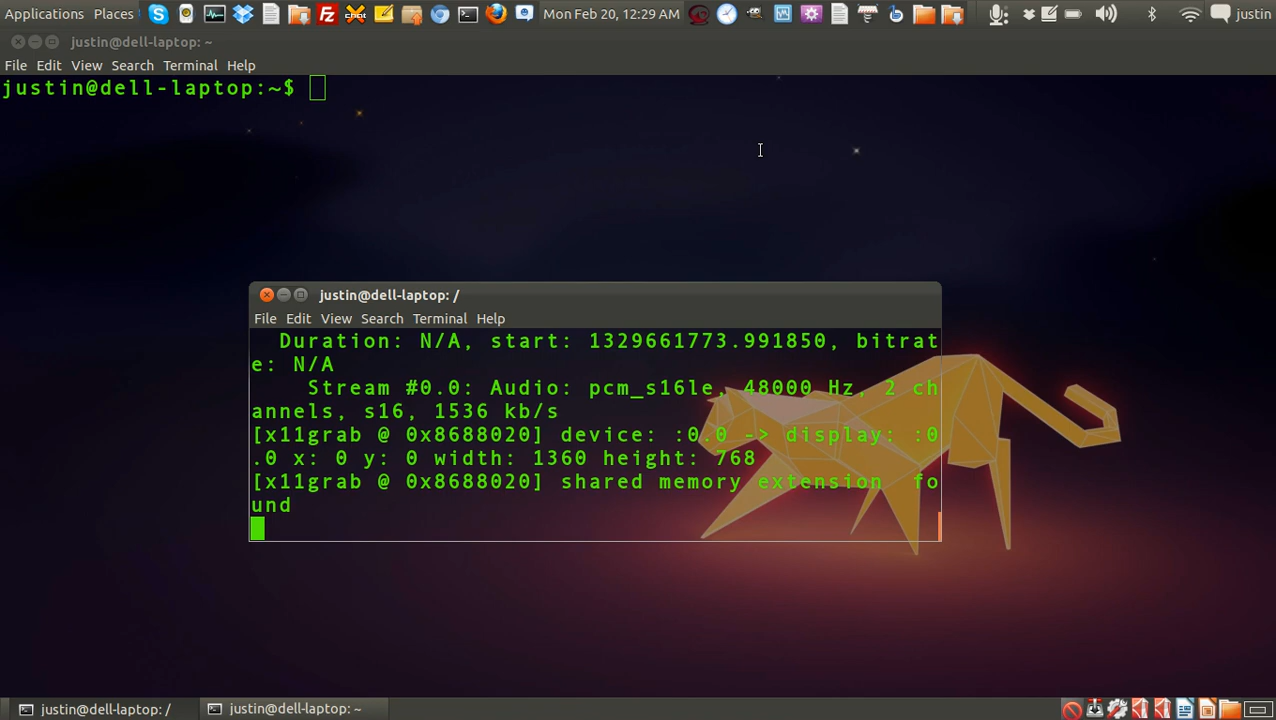 Applications Places Mon Feb 20, 12:29 AM justin
justin@dell-laptop: ~
File Edit View Search Terminal Help
justin@dell-laptop:~$
justin@dell-laptop: /
File Edit View Search Terminal Help
Duration: N/A, start: 1329661773.991850, bitrat
e: N/A
Stream #0.0: Audio: pcm_s16le, 48000 Hz, 2 ch
annels, s16, 1536 kb/s
[x11grab @ 0x8688020] device: :0.0 -> display: :0
.0 x: 0 y: 0 width: 1360 height: 768
[x11grab @ 0x8688020] shared memory extension  fo
und
justin@dell-laptop: / justin@dell-laptop: ~